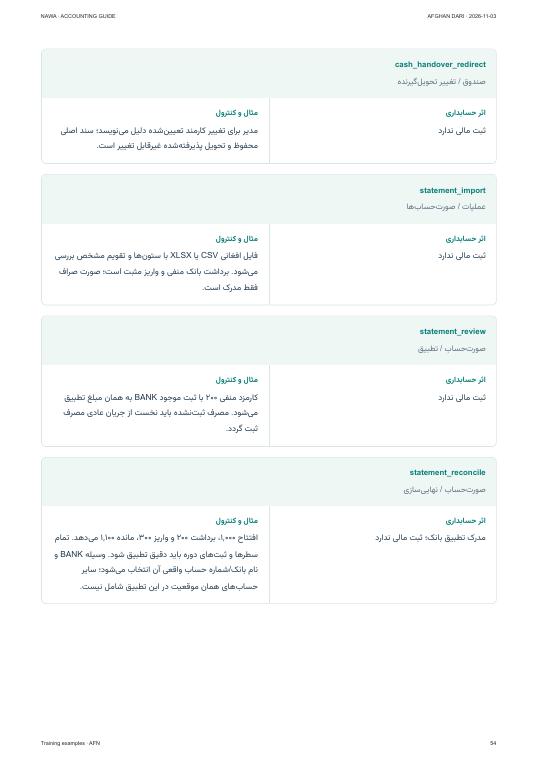 NAWA · ACCOUNTING GUIDE
AFGHAN DARI · 2026-11-03
cash_handover_redirect
صندوق / تغییر تحویل‌گیرنده
اثر حسابداری
ثبت مالی ندارد
مثال و کنترول
مدیر برای تغییر کارمند تعیین‌شده دلیل می‌نویسد؛ سند اصلی
محفوظ و تحویل پذیرفته‌شده غیرقابل تغییر است.
statement_import
عملیات / صورت‌حساب‌ها
اثر حسابداری
ثبت مالی ندارد
مثال و کنترول
فایل افغانی CSV یا XLSX با ستون‌ها و تقویم مشخص بررسی
می‌شود. برداشت بانک منفی و واریز مثبت است؛ صورت صراف
فقط مدرک است.
statement_review
صورت‌حساب / تطبیق
اثر حسابداری
ثبت مالی ندارد
مثال و کنترول
کارمزد منفی ۲۰۰ با ثبت موجود BANK به همان مبلغ تطبیق
می‌شود. مصرف ثبت‌نشده باید نخست از جریان عادی مصرف
ثبت گردد.
statement_reconcile
صورت‌حساب / نهایی‌سازی
اثر حسابداری
مدرک تطبیق بانک؛ ثبت مالی ندارد
مثال و کنترول
افتتاح ۱,۰۰۰، برداشت ۲۰۰ و واریز ۳۰۰، مانده ۱,۱۰۰ می‌دهد. تمام
سطرها و ثبت‌های دوره باید دقیق تطبیق شود. وسیله BANK و
نام بانک/شماره حساب واقعی آن انتخاب می‌شود؛ سایر
حساب‌های همان موقعیت در این تطبیق شامل نیست.
Training examples · AFN
54